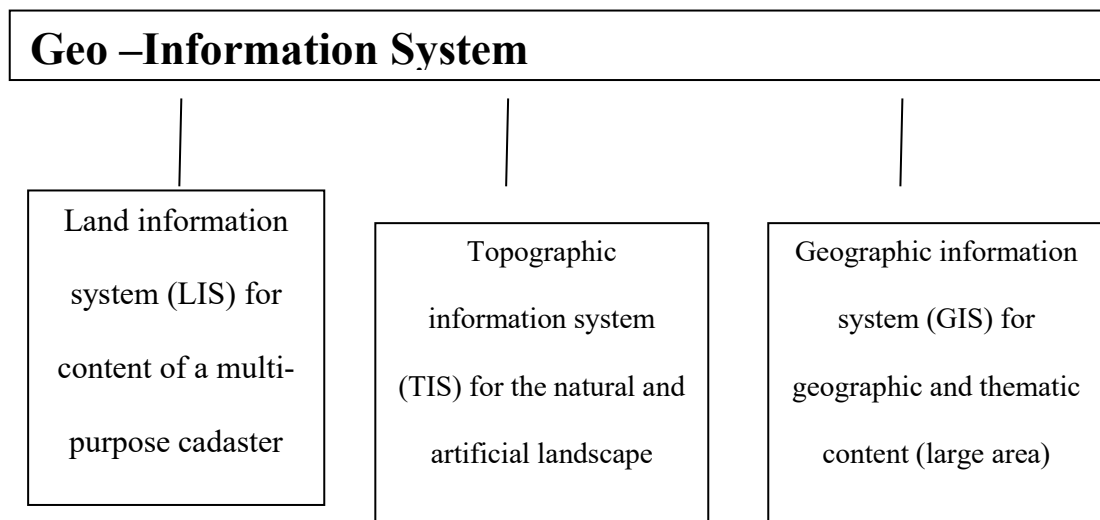 Geo –Information System
Land information
system (LIS) for
content of a multi-
purpose cadaster
Topographic
information system
(TIS) for the natural and
artificial landscape
Geographic information
system (GIS) for
geographic and thematic
content (large area)